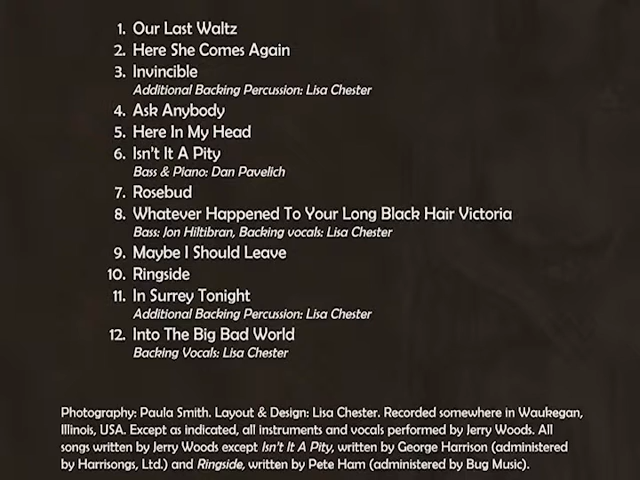 1. Our Last Waltz
2. Here She Comes Again
3. Invincible
Additional Backing Percussion: Lisa Chester
4. Ask Anybody
5. Here In My Head
6. Isn't It A Pity
Bass & Piano: Dan Pavelich
7. Rosebud
8. Whatever Happened To Your Long Black Hair Victoria
Bass: Jon Hiltibran, Backing vocals: Lisa Chester
9. Maybe I Should Leave
10. Ringside
11. In Surrey Tonight
Additional Backing Percussion: Lisa Chester
12. Into The Big Bad World
Backing Vocals: Lisa Chester
Photography: Paula Smith. Layout & Design: Lisa Chester. Recorded somewhere in Waukegan,
Illinois, USA. Except as indicated, all instruments and vocals performed by Jerry Woods. All
songs written by Jerry Woods except Isn't It A Pity, written by George Harrison (administered
by Harrisongs, Ltd.) and Ringside, written by Pete Ham (administered by Bug Music).